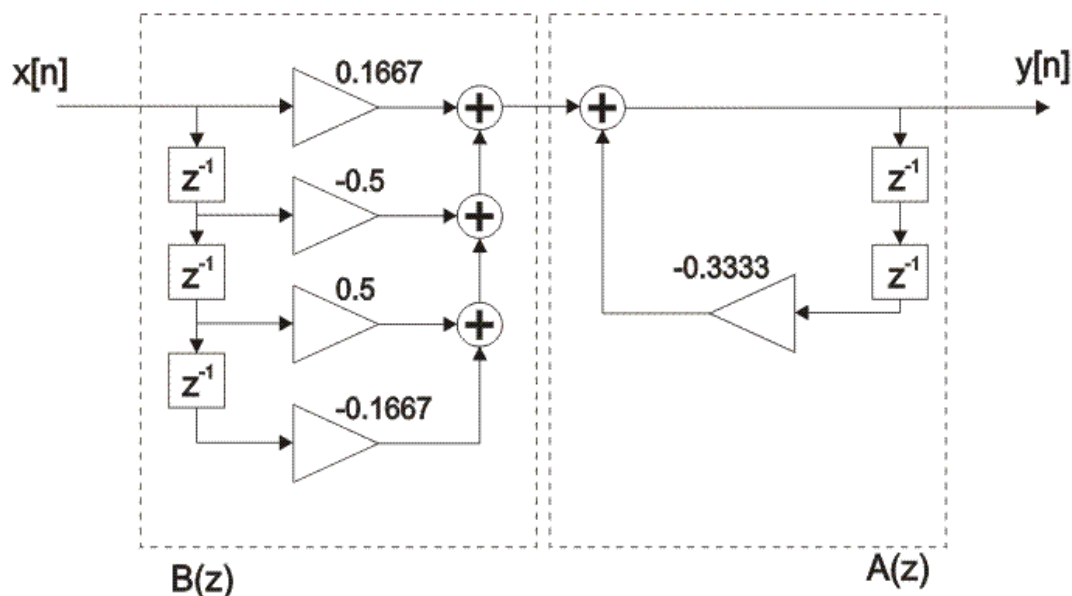 x[n]
0.1667
y[n]
z⁻¹
-0.5
z⁻¹
z⁻¹
0.5
-0.3333
z⁻¹
z⁻¹
-0.1667
B(z)
A(z)